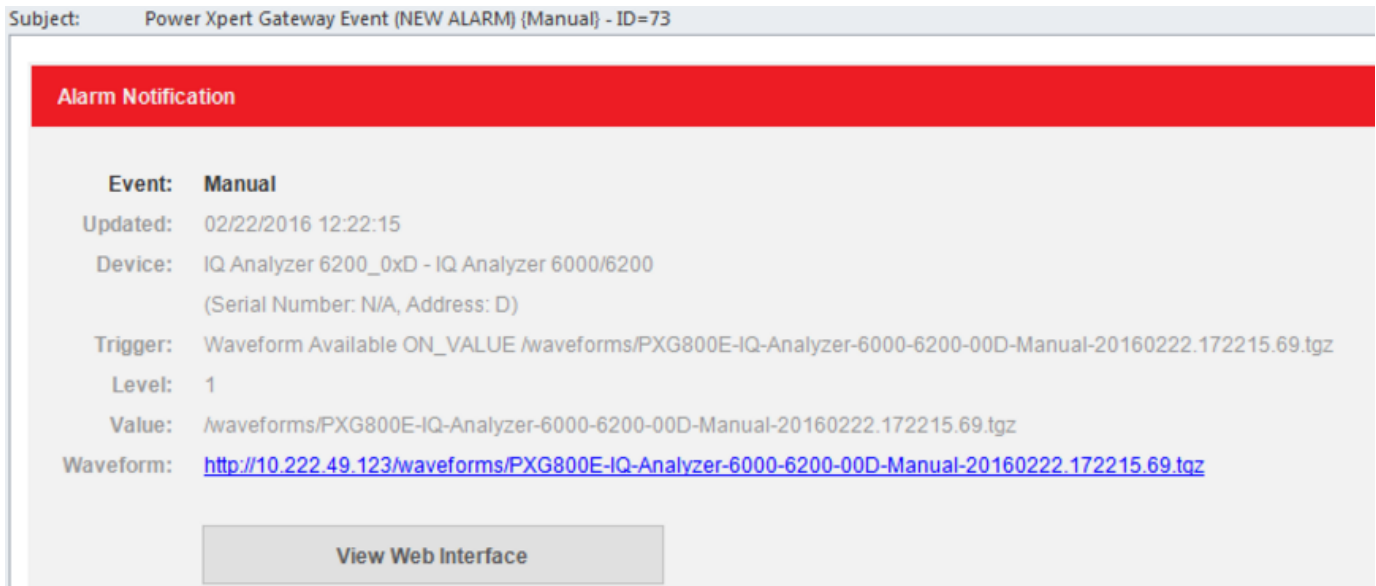 Subject: Power Xpert Gateway Event (NEW ALARM) {Manual} - ID=73
Alarm Notification
Event: Manual
Updated: 02/22/2016 12:22:15
Device: IQ Analyzer 6200_0xD - IQ Analyzer 6000/6200
(Serial Number: N/A, Address: D)
Trigger: Waveform Available ON_VALUE /waveforms/PXG800E-IQ-Analyzer-6000-6200-00D-Manual-20160222.172215.69.tgz
Level: 1
Value: /waveforms/PXG800E-IQ-Analyzer-6000-6200-00D-Manual-20160222.172215.69.tgz
Waveform: http://10.222.49.123/waveforms/PXG800E-IQ-Analyzer-6000-6200-00D-Manual-20160222.172215.69.tgz
View Web Interface